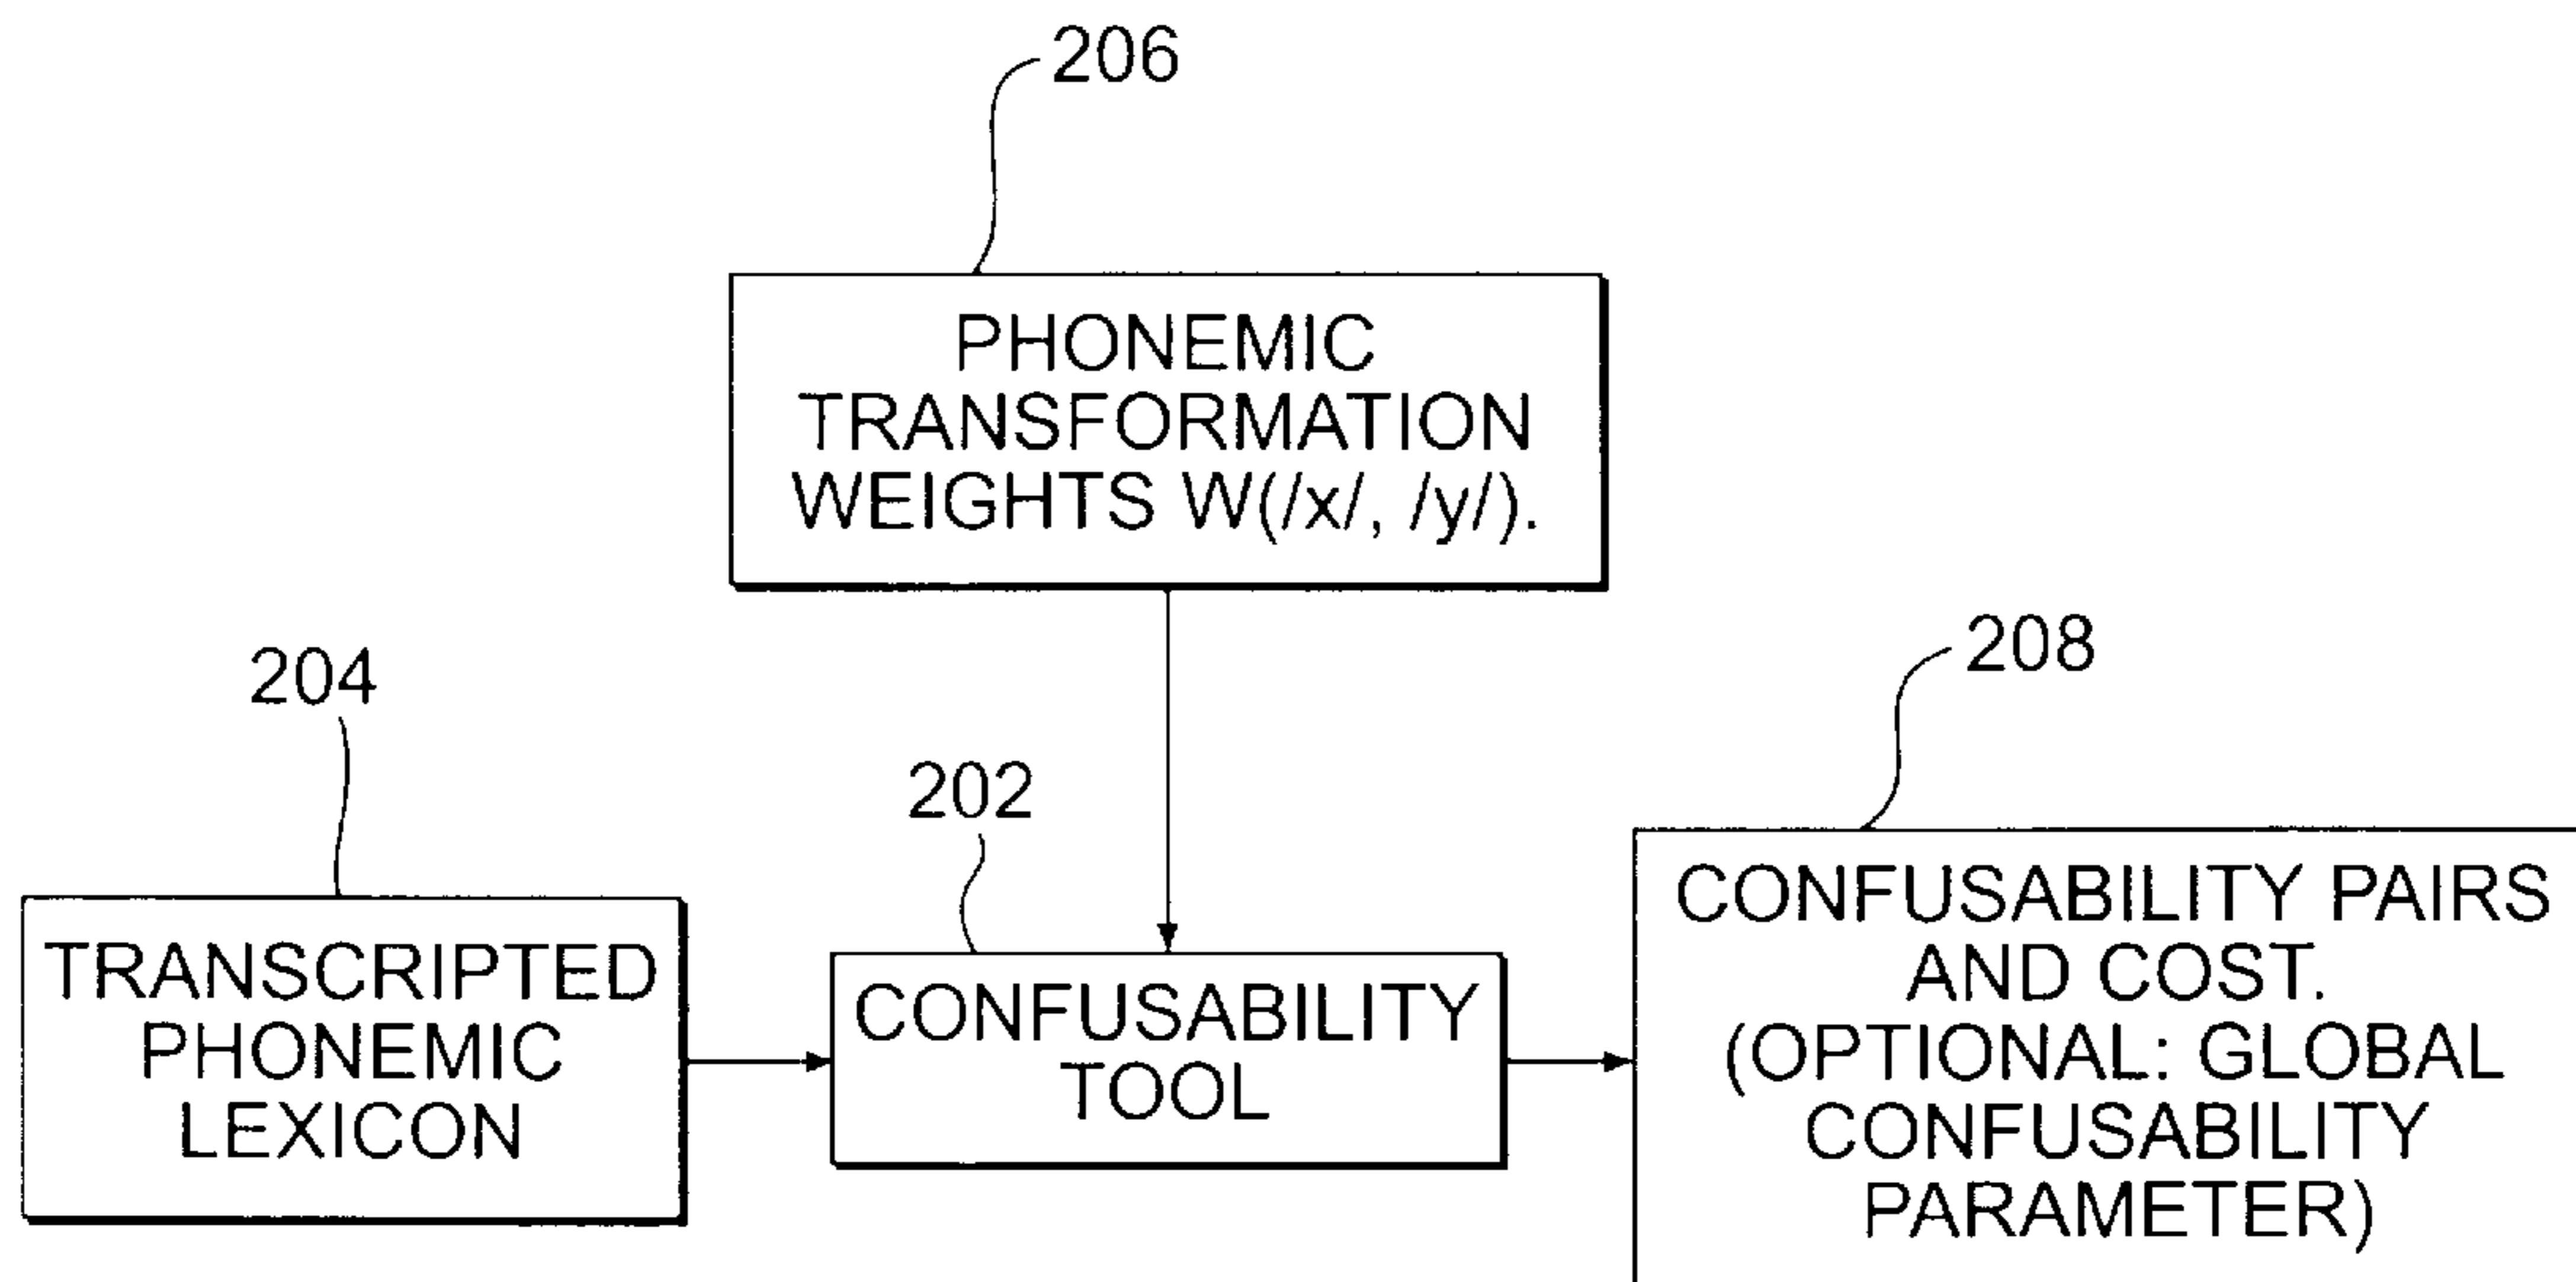 206
PHONEMIC
TRANSFORMATION
WEIGHTS W(/x/, /y/).
204
202
208
TRANSCRIPTED
PHONEMIC
LEXICON
CONFUSABILITY
TOOL
CONFUSABILITY PAIRS
AND COST.
(OPTIONAL: GLOBAL
CONFUSABILITY
PARAMETER)